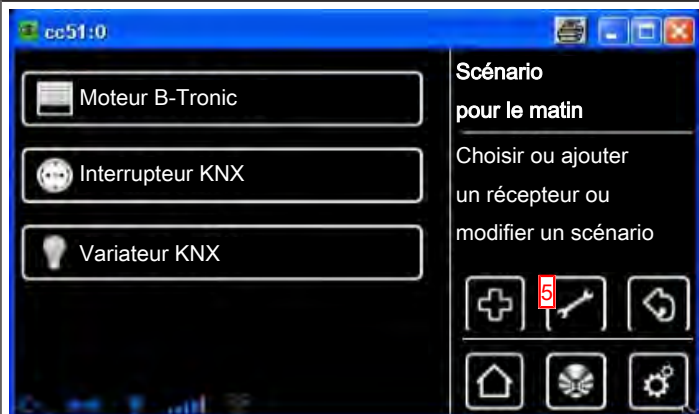 cc51:0
Moteur B-Tronic
Interrupteur KNX
Variateur KNX
Scénario
pour le matin
Choisir ou ajouter
un récepteur ou
modifier un scénario
5